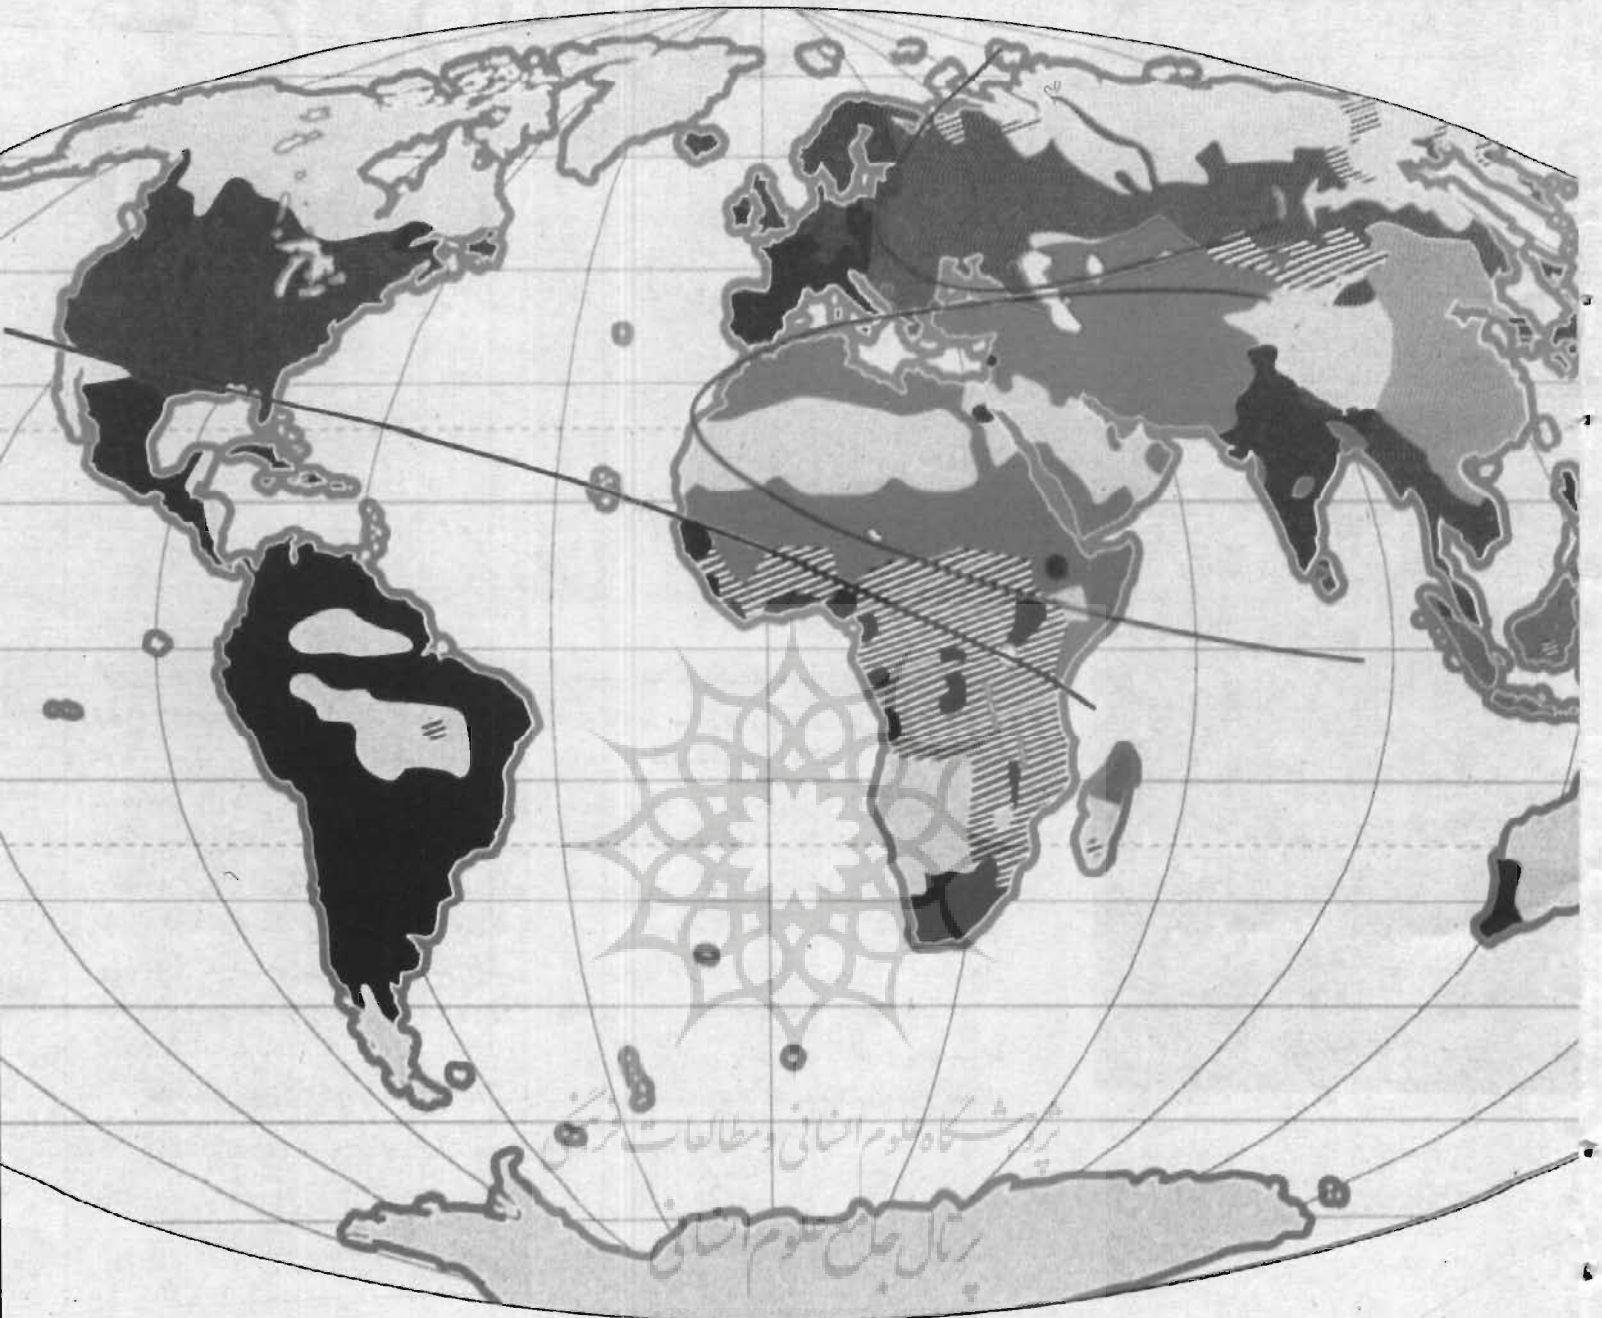 پژوهشگاه علوم انسانی و مطالعات فرهنگی
پرتال جامع علوم انسانی